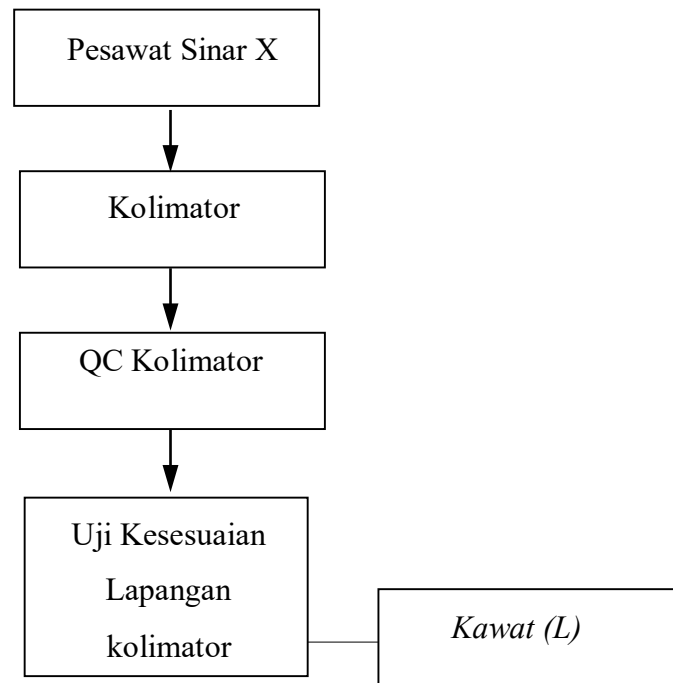 Pesawat Sinar X
Kolimator
QC Kolimator
Uji Kesesuaian
Lapangan
kolimator
Kawat (L)